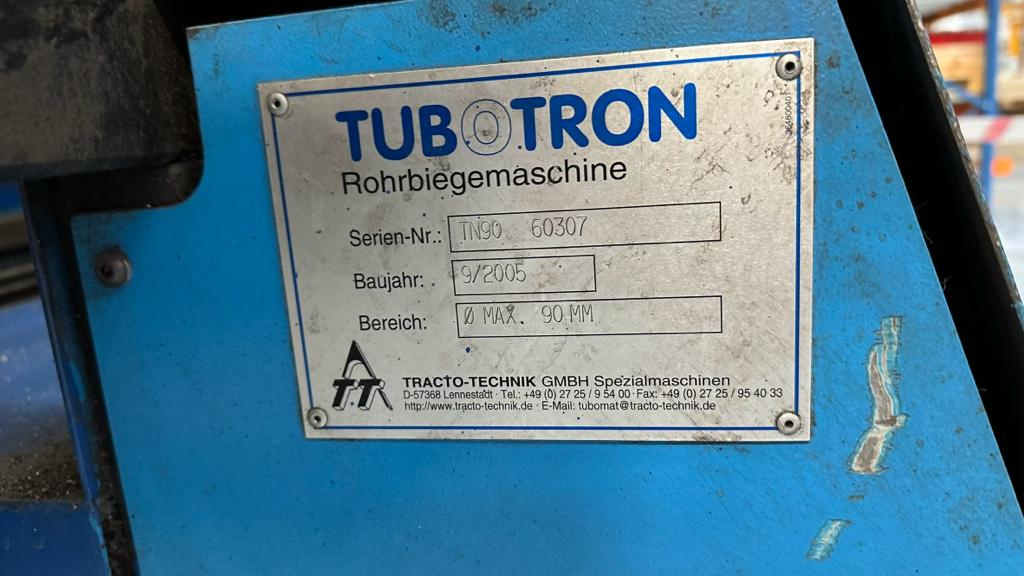 TUBOTRON
Rohrbiegemaschine
Serien-Nr.: TN90 60307
Baujahr: 9/2005
Bereich: Ø MAX. 90 MM
TT
TRACTO-TECHNIK GMBH Spezialmaschinen
D-57368 Lennestadt · Tel.: +49 (0) 27 25 / 9 54 00 · Fax: +49 (0) 27 25 / 95 40 33
http://www.tracto-technik.de · E-Mail: tubomat@tracto-technik.de